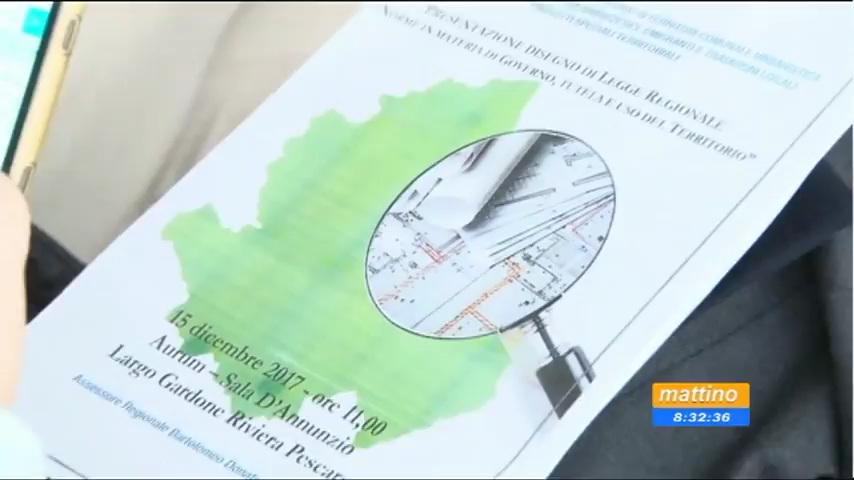 PRESENTAZIONE DISEGNO DI LEGGE REGIONALE
NORME IN MATERIA DI GOVERNO, TUTELA E USO DEL TERRITORIO"
15 dicembre 2017 - ore 11,00
Aurum - Sala D'Annunzio
Largo Gardone Riviera Pescara
Assessore Regionale Bartolomeo Donato
mattino
8:32:36